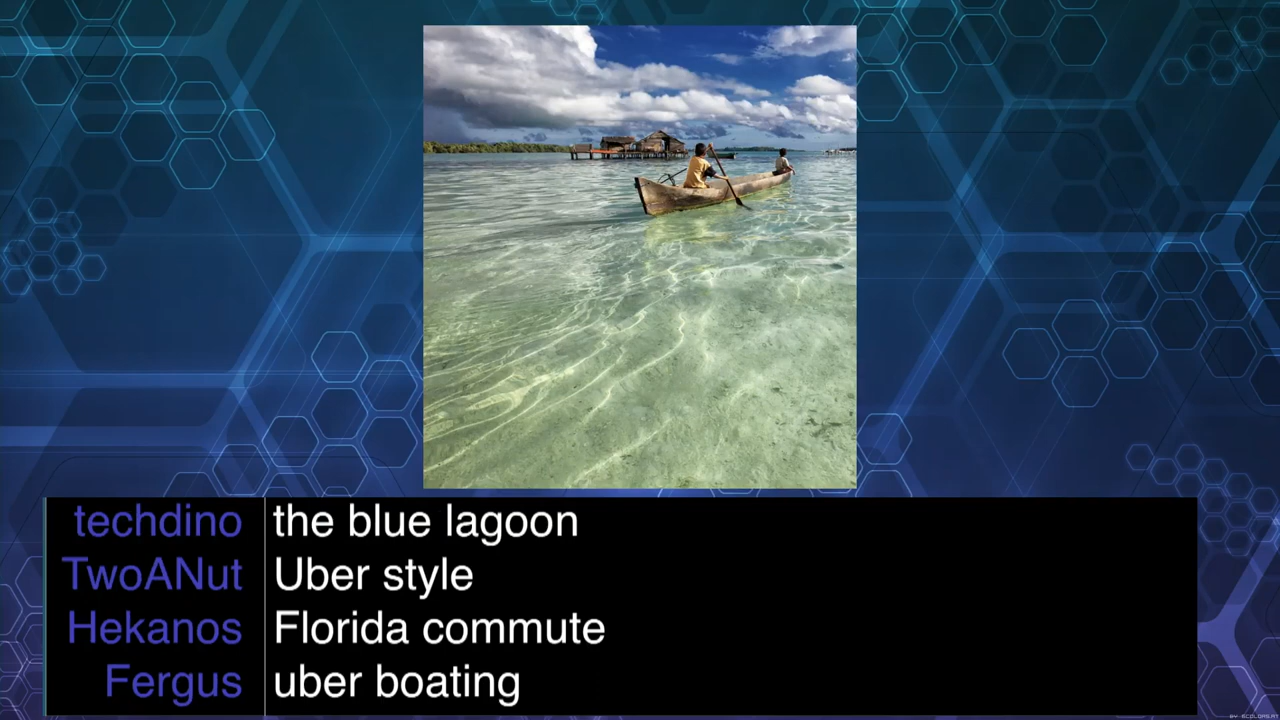 techdino the blue lagoon
TwoANut Uber style
Hekanos Florida commute
Fergus uber boating